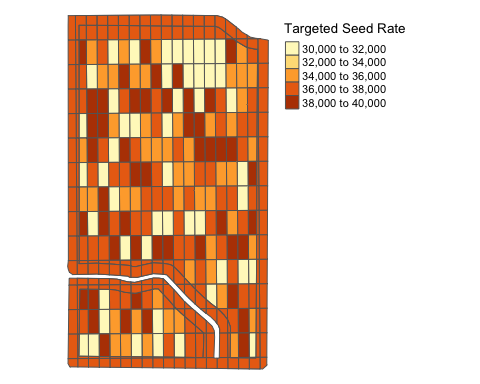 Targeted Seed Rate
30,000 to 32,000
32,000 to 34,000
34,000 to 36,000
36,000 to 38,000
38,000 to 40,000